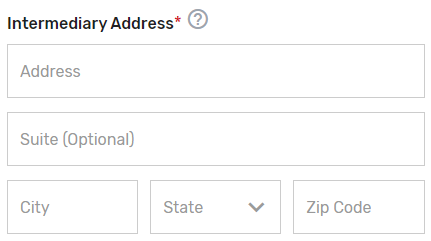 Intermediary Address* ?
Address
Suite (Optional)
City State Zip Code